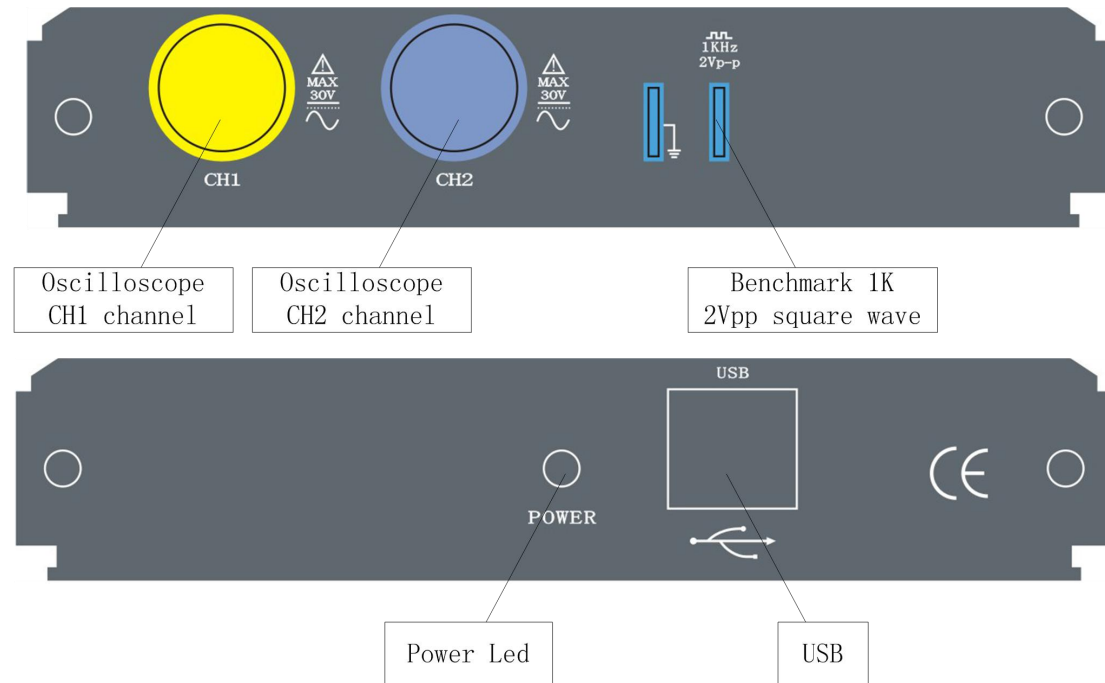 1KHz
2Vp-p
MAX
30V
MAX
30V
CH1
CH2
Oscilloscope
CH1 channel
Oscilloscope
CH2 channel
Benchmark 1K
2Vpp square wave
USB
CE
POWER
Power Led
USB